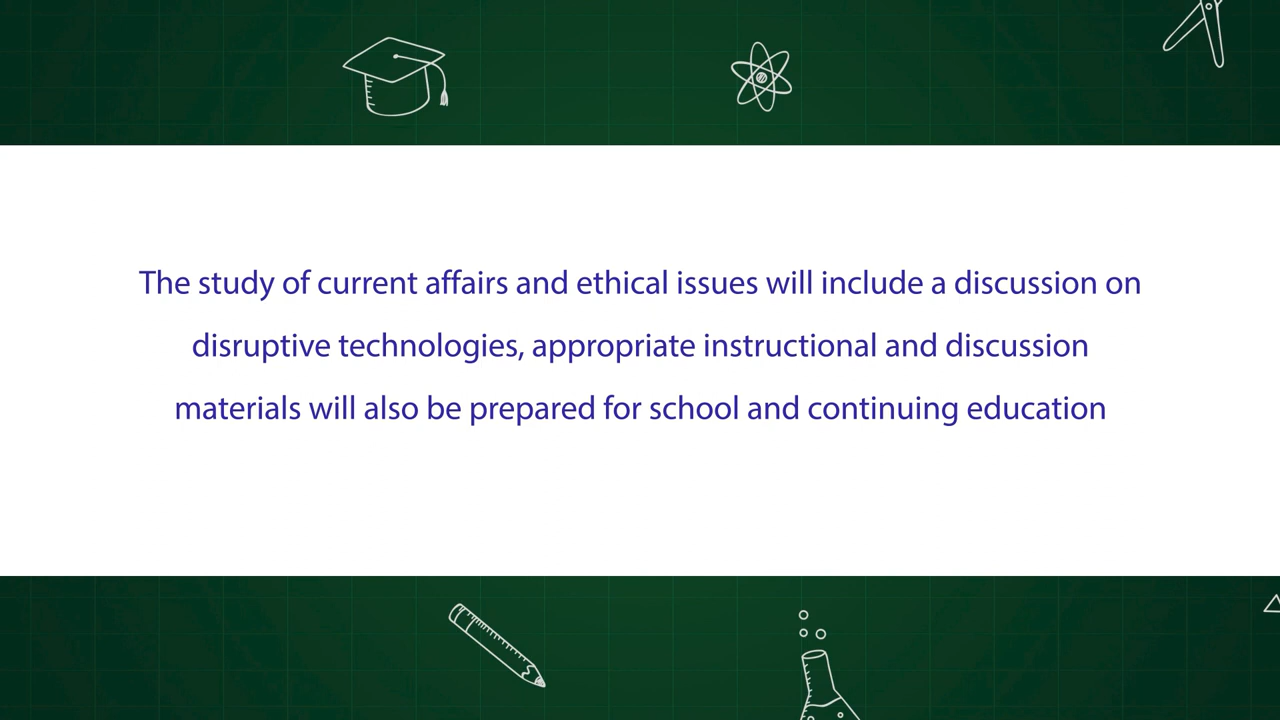 The study of current affairs and ethical issues will include a discussion on
disruptive technologies, appropriate instructional and discussion
materials will also be prepared for school and continuing education